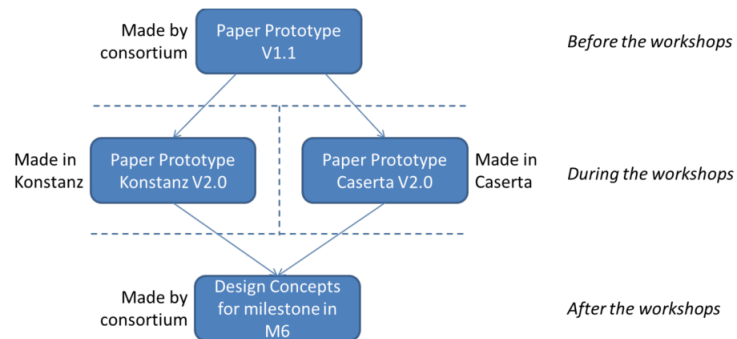 Made by
consortium
Paper Prototype
V1.1
Before the workshops
Made in
Konstanz
Paper Prototype
Konstanz V2.0
Paper Prototype
Caserta V2.0
Made in
Caserta
During the workshops
Made by
consortium
Design Concepts
for milestone in
M6
After the workshops